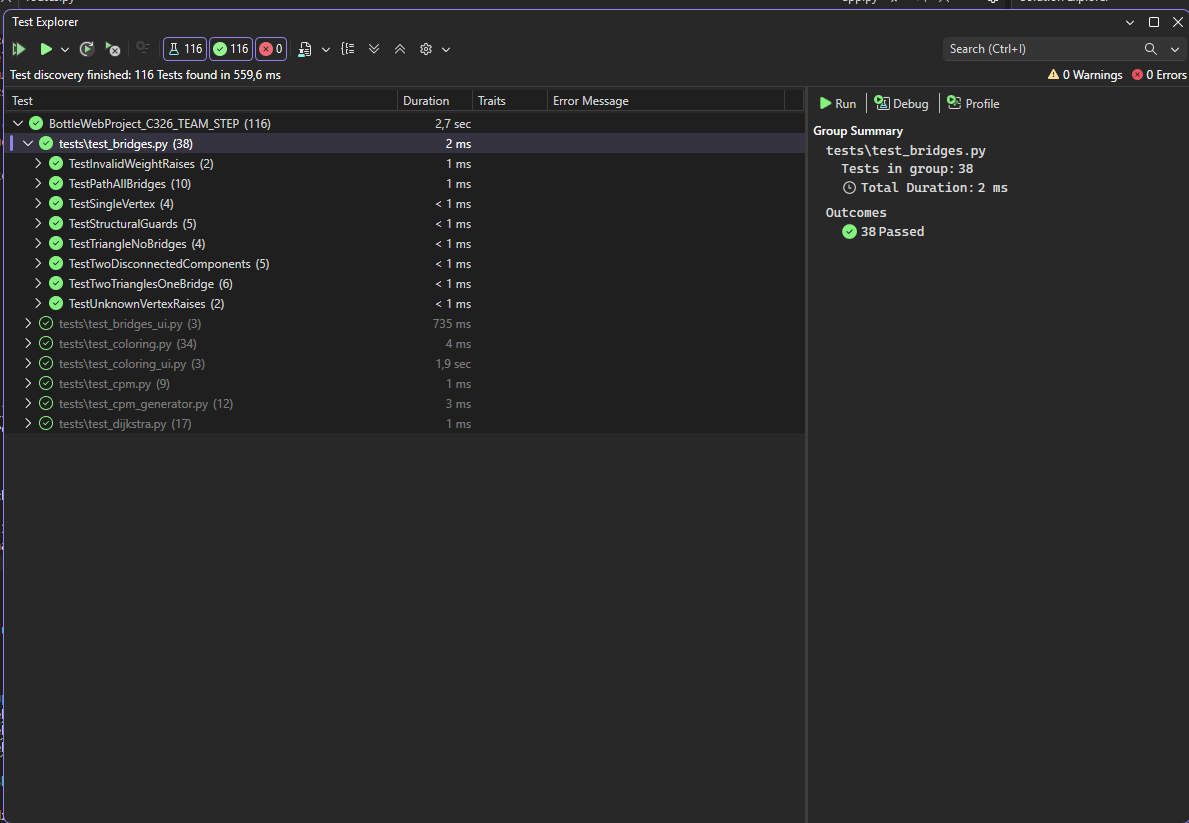 Test Explorer
116 116 0
Search (Ctrl+I)
Test discovery finished: 116 Tests found in 559,6 ms
0 Warnings 0 Errors
Test Duration Traits Error Message
BottleWebProject_C326_TEAM_STEP (116) 2,7 sec
tests\test_bridges.py (38) 2 ms
TestInvalidWeightRaises (2) 1 ms
TestPathAllBridges (10) 1 ms
TestSingleVertex (4) < 1 ms
TestStructuralGuards (5) < 1 ms
TestTriangleNoBridges (4) < 1 ms
TestTwoDisconnectedComponents (5) < 1 ms
TestTwoTrianglesOneBridge (6) < 1 ms
TestUnknownVertexRaises (2) < 1 ms
tests\test_bridges_ui.py (3) 735 ms
tests\test_coloring.py (34) 4 ms
tests\test_coloring_ui.py (3) 1,9 sec
tests\test_cpm.py (9) 1 ms
tests\test_cpm_generator.py (12) 3 ms
tests\test_dijkstra.py (17) 1 ms
Run Debug Profile
Group Summary
tests\test_bridges.py
Tests in group: 38
Total Duration: 2 ms
Outcomes
38 Passed